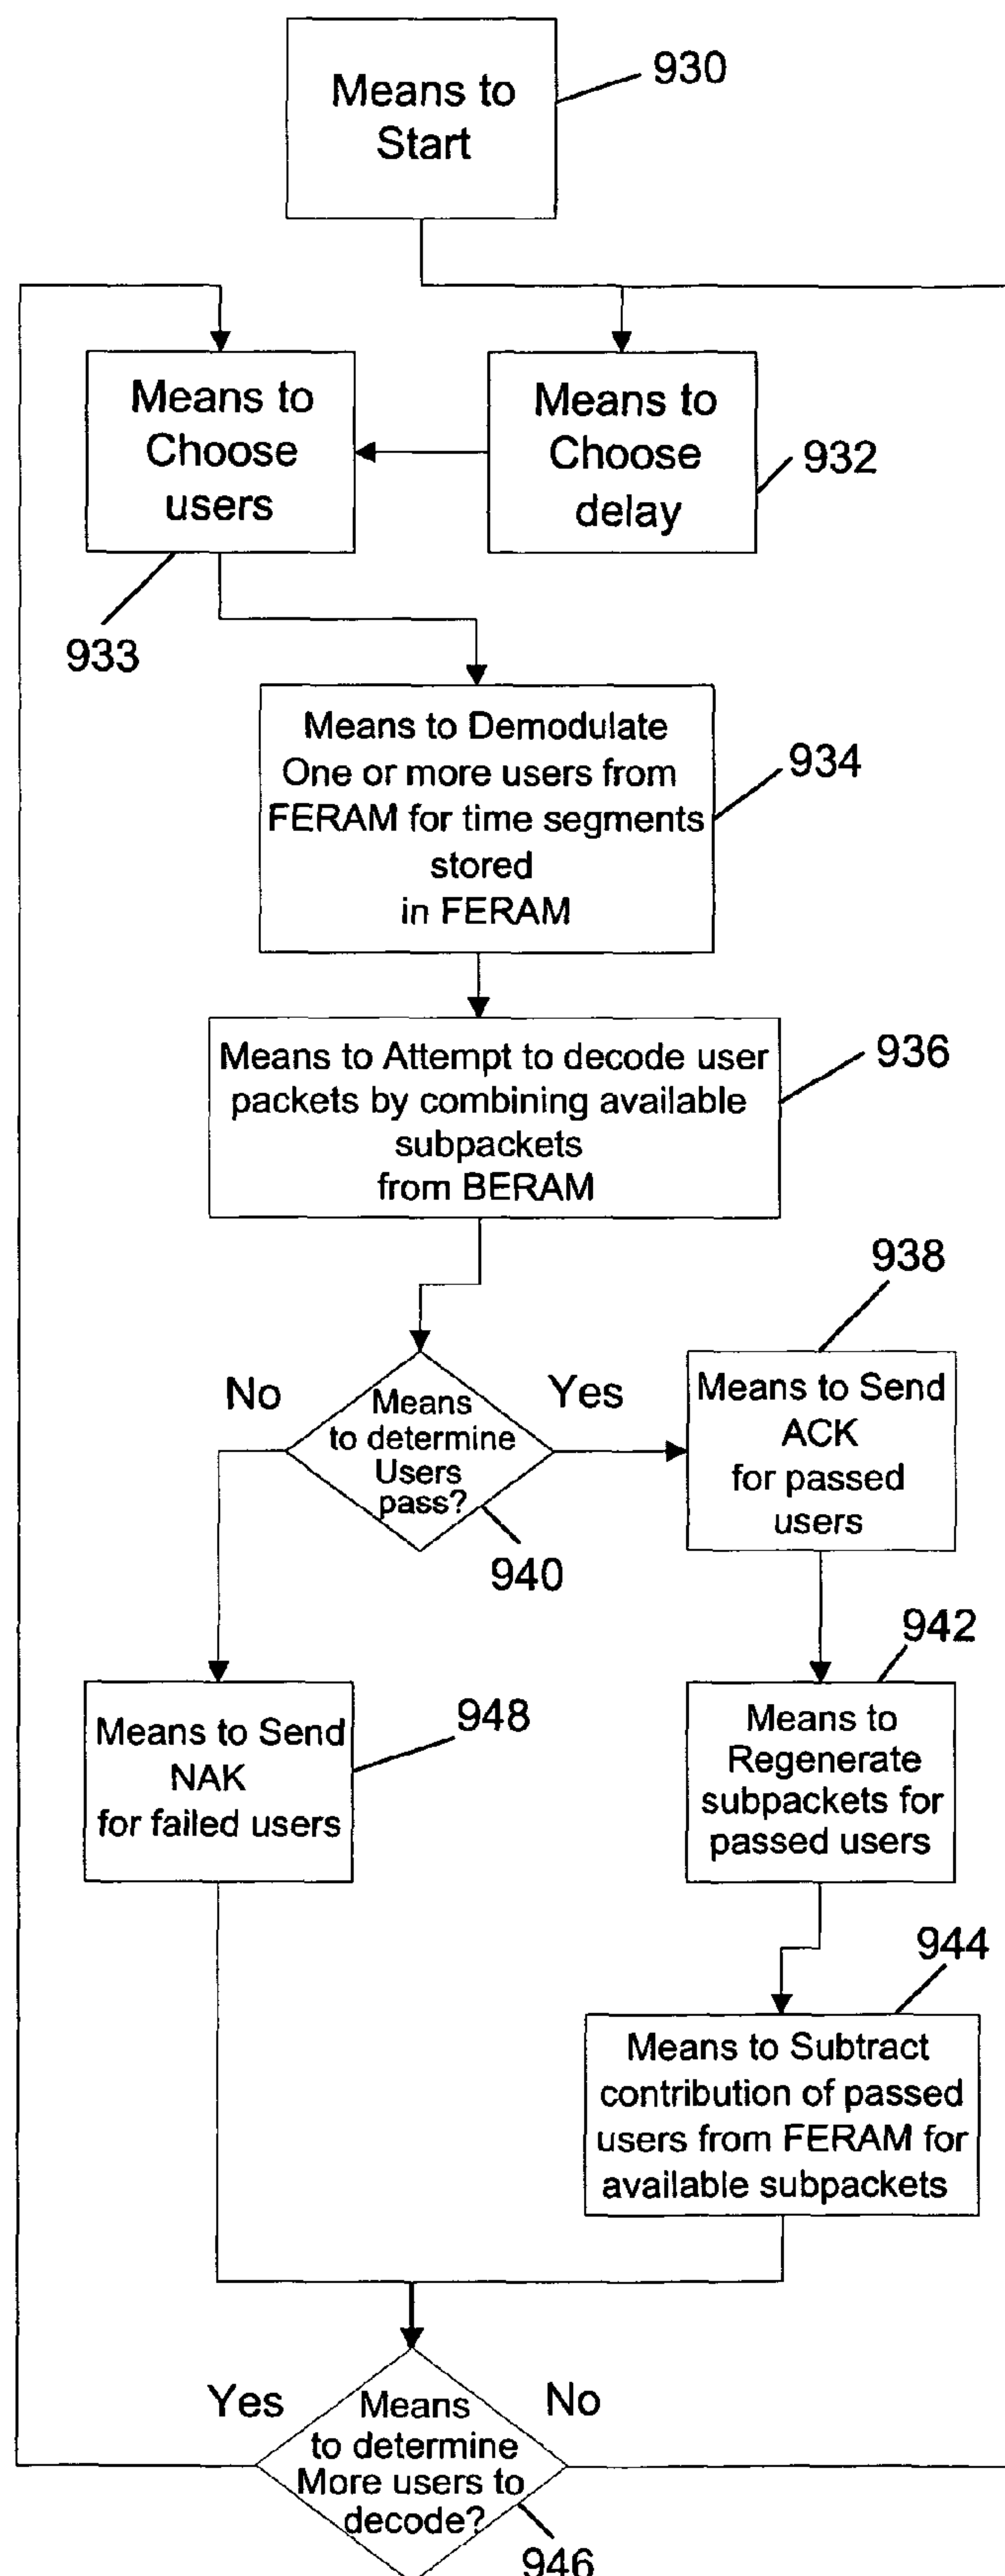 Means to
Start
930
Means to
Choose
users
933
Means to
Choose
delay
932
Means to Demodulate
One or more users from
FERAM for time segments
stored
in FERAM
934
Means to Attempt to decode user
packets by combining available
subpackets
from BERAM
936
No
Means
to determine
Users
pass?
Yes
940
Means to Send
ACK
for passed
users
938
Means to Send
NAK
for failed users
948
Means to
Regenerate
subpackets for
passed users
942
Means to Subtract
contribution of passed
users from FERAM for
available subpackets
944
Yes
Means
to determine
More users to
decode?
No
946